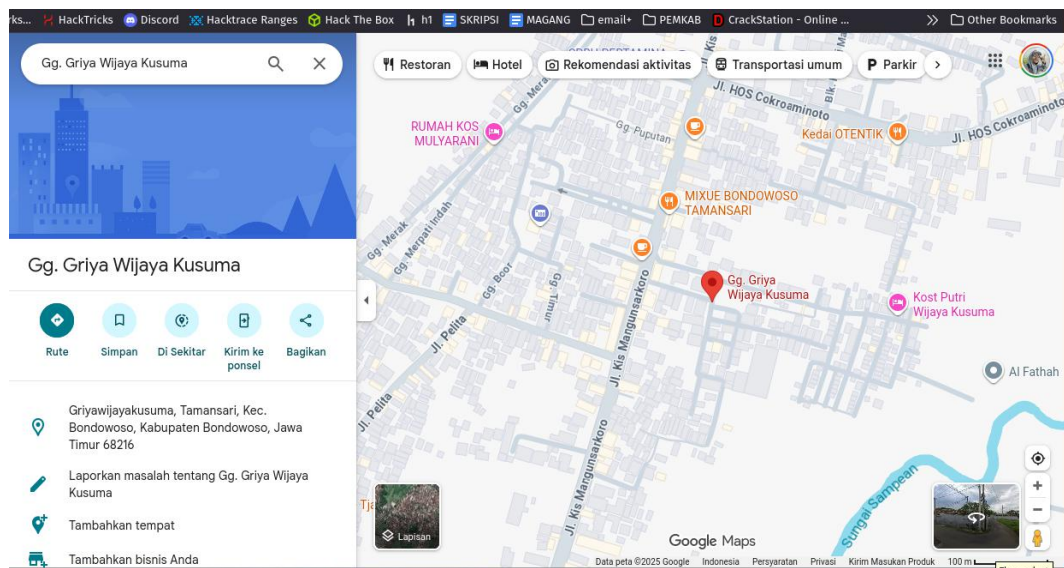 rks...
HackTricks
Discord
Hacktrace Ranges
Hack The Box
h1
SKRIPSI
MAGANG
email+
PEMKAB
CrackStation - Online ...
Other Bookmarks
Gg. Griya Wijaya Kusuma
Restoran
Hotel
Rekomendasi aktivitas
Transportasi umum
Parkir
Gg. Griya Wijaya Kusuma
Rute
Simpan
Di Sekitar
Kirim ke
ponsel
Bagikan
Griyawijayakusuma, Tamansari, Kec.
Bondowoso, Kabupaten Bondowoso, Jawa
Timur 68216
Laporkan masalah tentang Gg. Griya Wijaya
Kusuma
Tambahkan tempat
Tambahkan bisnis Anda
Jl. HOS Cokroaminoto
Jl. HOS Cokroaminoto
RUMAH KOS
MULYARANI
Gg. Puputan
Kedai OTENTIK
MIXUE BONDOWOSO
TAMANSARI
Gg. Merak
Gg. Merpati Indah
Gg. Boor
Gg. Timur
Gg. Griya
Wijaya Kusuma
Kost Putri
Wijaya Kusuma
Jl. Pelita
Jl. Pelita
Jl. Kis Mangunsarkoro
Jl. Kis Mangunsarkoro
Al Fathah
Sungai Sampean
Lapisan
Google Maps
Data peta ©2025 Google
Indonesia
Persyaratan
Privasi
Kirim Masukan Produk
100 m